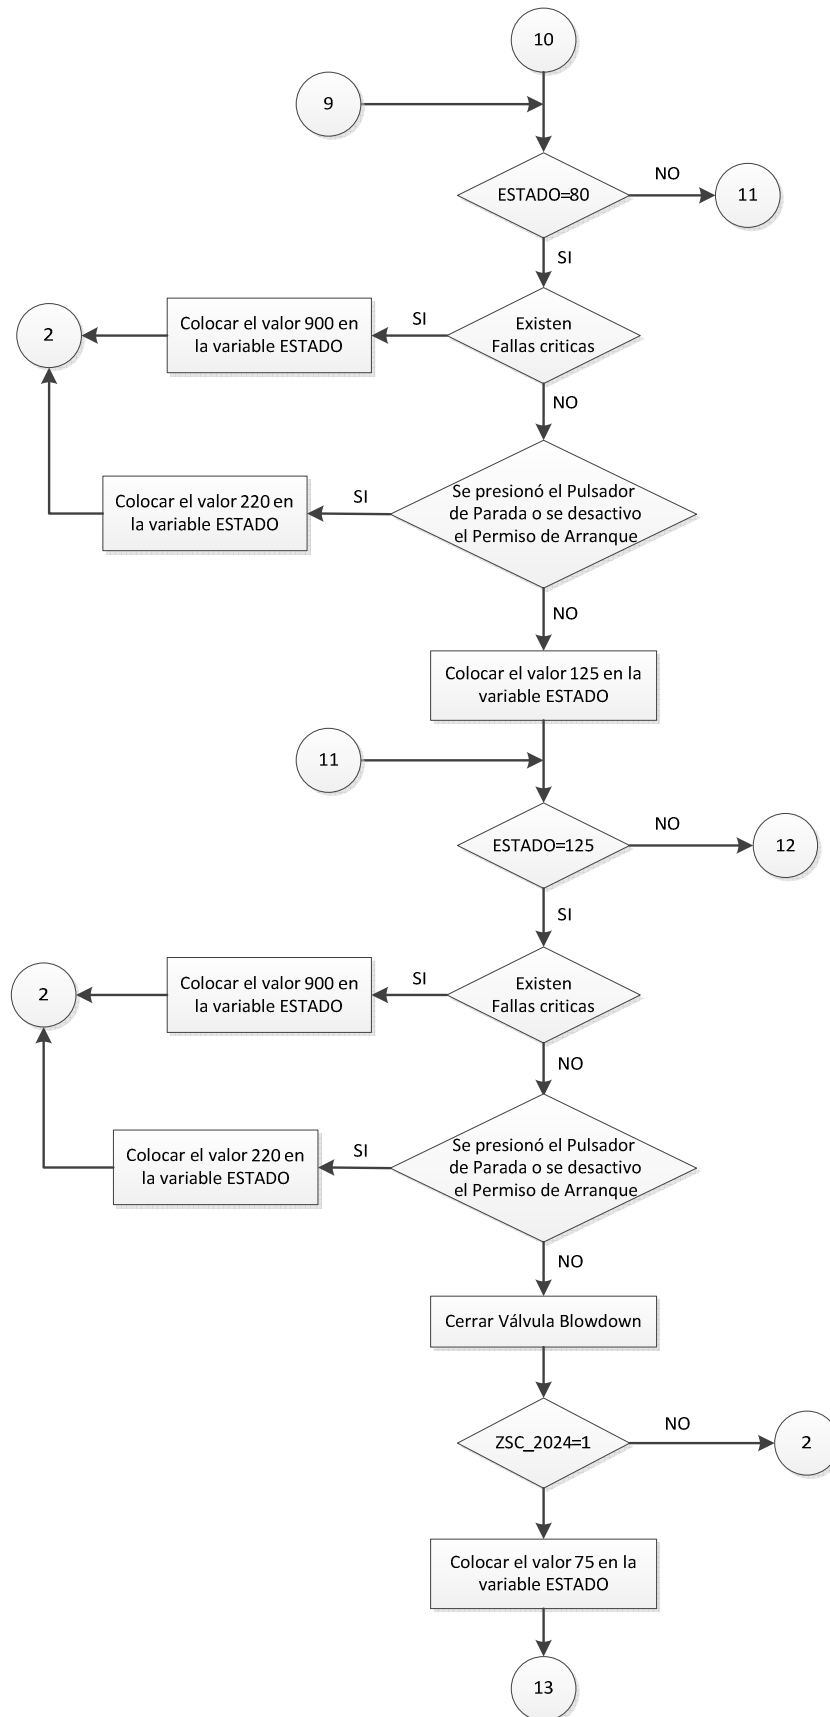 10
9
ESTADO=80
NO
11
SI
2
Colocar el valor 900 en
la variable ESTADO
SI
Existen
Fallas criticas
NO
Colocar el valor 220 en
la variable ESTADO
SI
Se presionó el Pulsador
de Parada o se desactivo
el Permiso de Arranque
NO
Colocar el valor 125 en la
variable ESTADO
11
ESTADO=125
NO
12
SI
2
Colocar el valor 900 en
la variable ESTADO
SI
Existen
Fallas criticas
NO
Colocar el valor 220 en
la variable ESTADO
SI
Se presionó el Pulsador
de Parada o se desactivo
el Permiso de Arranque
NO
Cerrar Válvula Blowdown
ZSC_2024=1
NO
2
Colocar el valor 75 en la
variable ESTADO
13